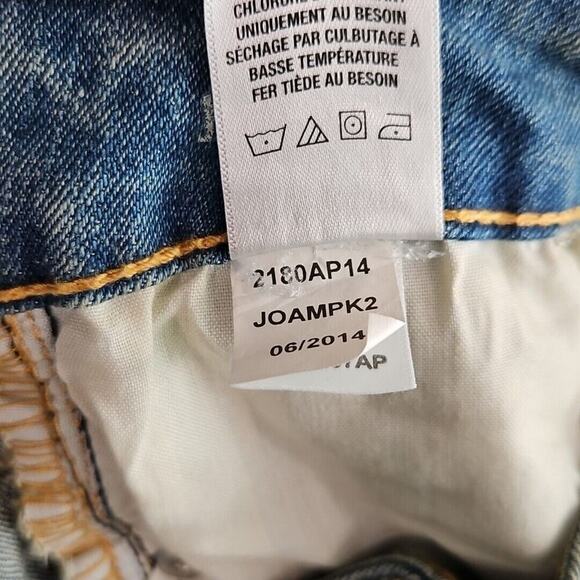 UNIQUEMENT AU BESOIN
SÉCHAGE PAR CULBUTAGE À
BASSE TEMPÉRATURE
FER TIÈDE AU BESOIN
2180AP14
JOAMPK2
06/2014
AP